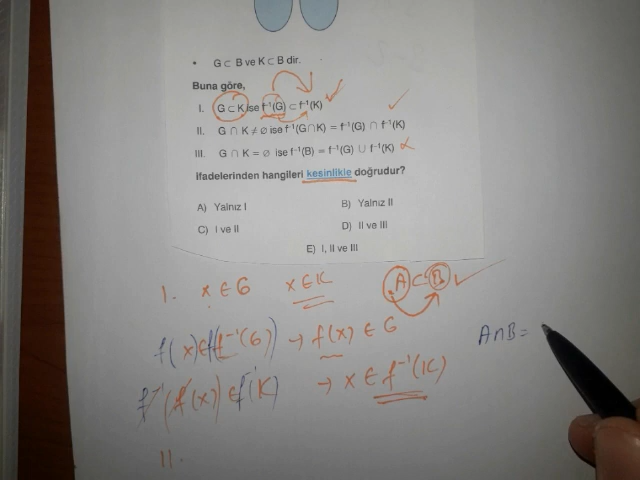 • G ⊂ B ve K ⊂ B dir.
Buna göre,
I. G ⊂ K ise f⁻¹(G) ⊂ f⁻¹(K)
II. G ∩ K ≠ ∅ ise f⁻¹(G∩K) = f⁻¹(G) ∩ f⁻¹(K)
III. G ∩ K = ∅ ise f⁻¹(B) = f⁻¹(G) ∪ f⁻¹(K)
ifadelerinden hangileri kesinlikle doğrudur?
A) Yalnız I B) Yalnız II
C) I ve II D) II ve III
E) I, II ve III
I. x ∈ G x ∈ K A ⊂ B
f(x) ∈ f(f⁻¹(G)) → f(x) ∈ G A∩B =
f⁻¹(f(x)) ∈ f⁻¹(K) → x ∈ f⁻¹(K)
II.